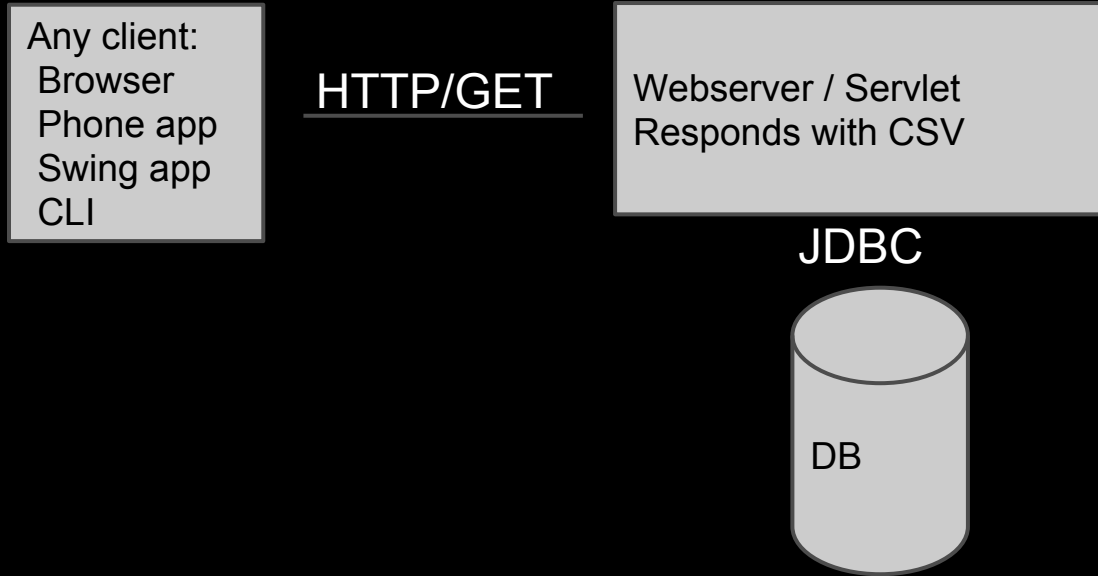 Any client:
Browser
Phone app
Swing app
CLI
HTTP/GET
Webserver / Servlet
Responds with CSV
JDBC
DB